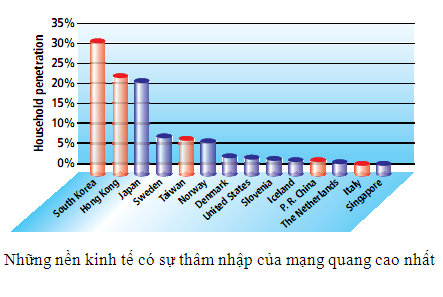 35%
30%
25%
20%
15%
10%
5%
0%
Household penetration
South Korea
Hong Kong
Japan
Sweden
Taiwan
Norway
Denmark
United States
Slovenia
Iceland
P. R. China
The Netherlands
Italy
Singapore
Những nền kinh tế có sự thâm nhập của mạng quang cao nhất